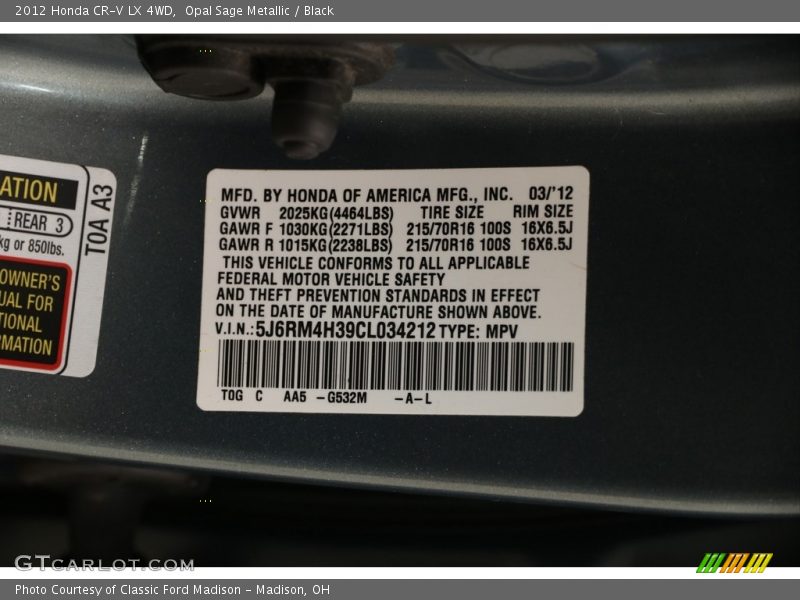 2012 Honda CR-V LX 4WD, Opal Sage Metallic / Black
ATION
REAR 3
kg or 850lbs.
OWNER'S
UAL FOR
TIONAL
RMATION
T0A A3
MFD. BY HONDA OF AMERICA MFG., INC. 03/'12
GVWR 2025KG(4464LBS) TIRE SIZE RIM SIZE
GAWR F 1030KG(2271LBS) 215/70R16 100S 16X6.5J
GAWR R 1015KG(2238LBS) 215/70R16 100S 16X6.5J
THIS VEHICLE CONFORMS TO ALL APPLICABLE
FEDERAL MOTOR VEHICLE SAFETY
AND THEFT PREVENTION STANDARDS IN EFFECT
ON THE DATE OF MANUFACTURE SHOWN ABOVE.
V.I.N.:5J6RM4H39CL034212 TYPE: MPV
T0G C AA5 -G532M -A-L
GTCARLOT.COM
Photo Courtesy of Classic Ford Madison - Madison, OH